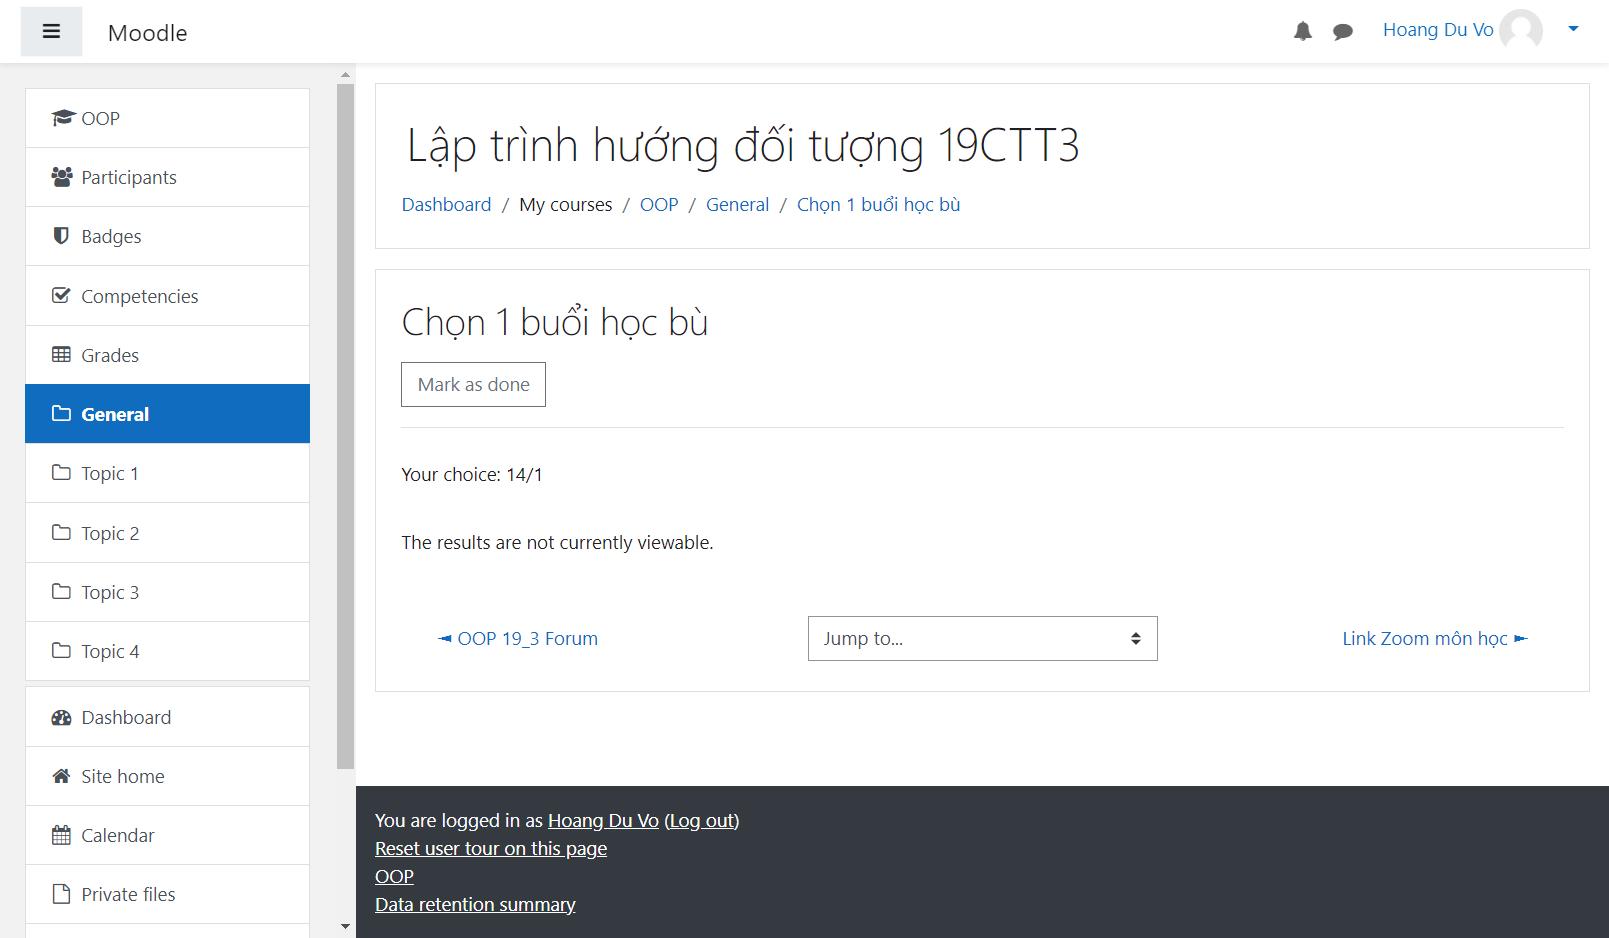 Moodle
Hoang Du Vo
OOP
Participants
Badges
Competencies
Grades
General
Topic 1
Topic 2
Topic 3
Topic 4
Dashboard
Site home
Calendar
Private files
Lập trình hướng đối tượng 19CTT3
Dashboard / My courses / OOP / General / Chọn 1 buổi học bù
Chọn 1 buổi học bù
Mark as done
Your choice: 14/1
The results are not currently viewable.
◄ OOP 19_3 Forum
Jump to...
Link Zoom môn học ►
You are logged in as Hoang Du Vo (Log out)
Reset user tour on this page
OOP
Data retention summary